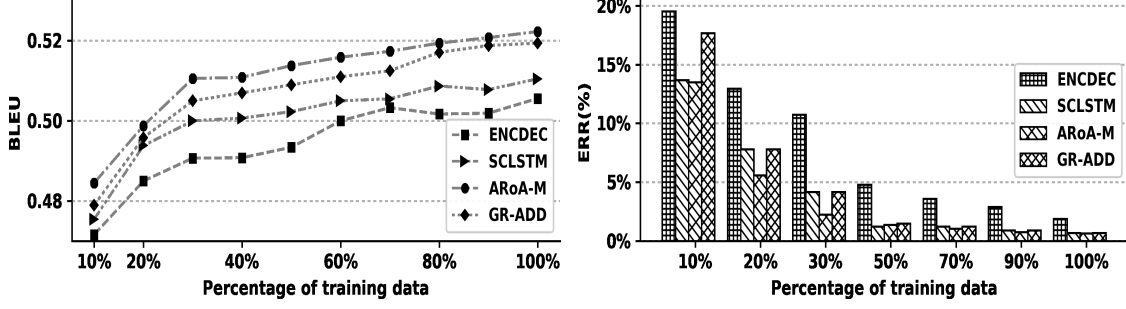 BLEU
0.52
0.50
0.48
10% 20% 40% 60% 80% 100%
Percentage of training data
ENCDEC
SCLSTM
ARoA-M
GR-ADD
ERR(%)
20%
15%
10%
5%
0%
10% 20% 30% 50% 70% 90% 100%
Percentage of training data
ENCDEC
SCLSTM
ARoA-M
GR-ADD